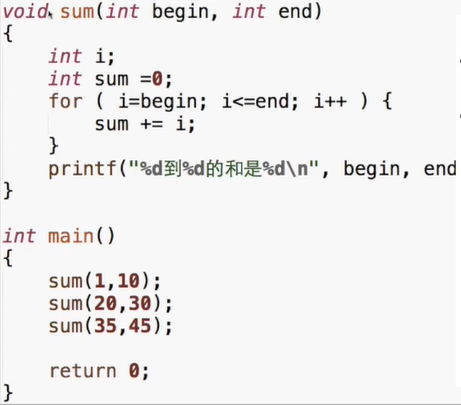 void sum(int begin, int end)
{
    int i;
    int sum =0;
    for ( i=begin; i<=end; i++ ) {
        sum += i;
    }
    printf("%d到%d的和是%d\n", begin, end
}

int main()
{
    sum(1,10);
    sum(20,30);
    sum(35,45);

    return 0;
}